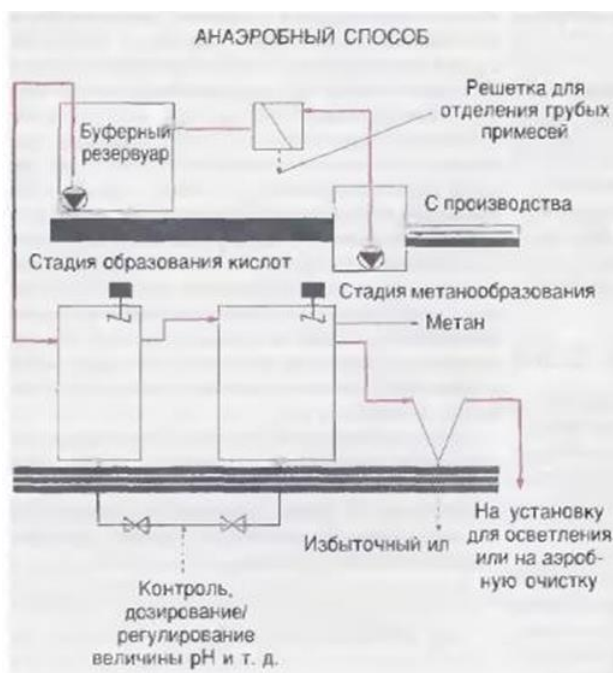 АНАЭРОБНЫЙ СПОСОБ
Решетка для
отделения грубых
примесей
Буферный
резервуар
С производства
Стадия образования кислот
Стадия метанообразования
Метан
Избыточный ил
На установку
для осветления
или на аэроб-
ную очистку
Контроль,
дозирование/
регулирование
величины pH и т. д.